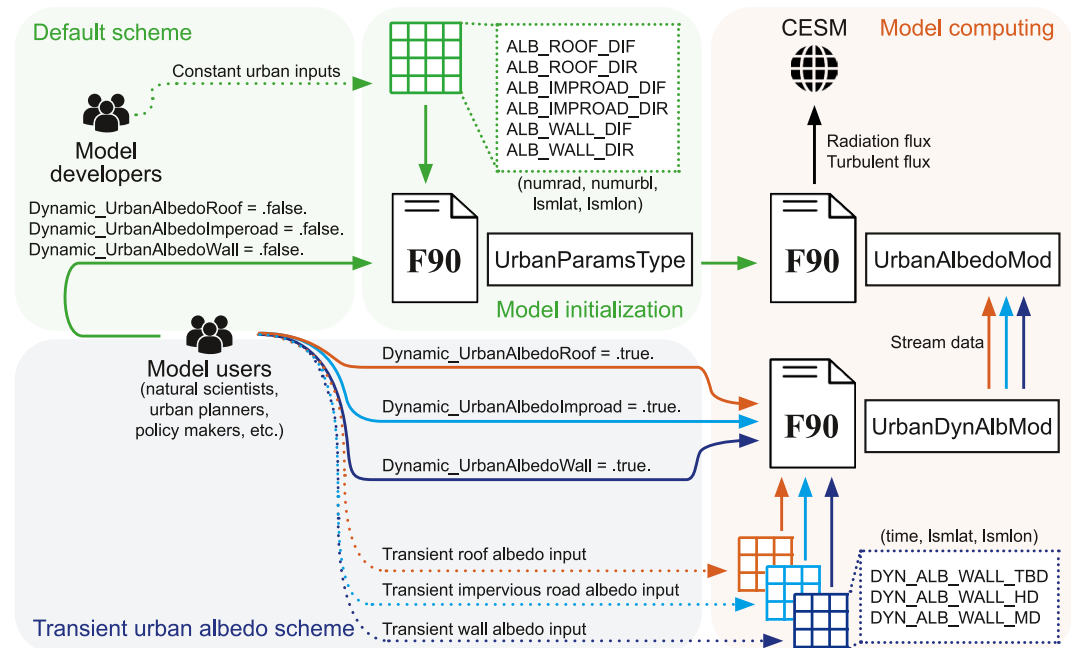 Default scheme
Constant urban inputs
Model
developers
Dynamic_UrbanAlbedoRoof = .false.
Dynamic_UrbanAlbedoImperoad = .false.
Dynamic_UrbanAlbedoWall = .false.
ALB_ROOF_DIF
ALB_ROOF_DIR
ALB_IMPROAD_DIF
ALB_IMPROAD_DIR
ALB_WALL_DIF
ALB_WALL_DIR
(numrad, numurbl,
lsmlat, lsmlon)
F90
UrbanParamsType
Model initialization
CESM
Model computing
Radiation flux
Turbulent flux
F90
UrbanAlbedoMod
Stream data
Model users
(natural scientists,
urban planners,
policy makers, etc.)
Dynamic_UrbanAlbedoRoof = .true.
Dynamic_UrbanAlbedoImproad = .true.
Dynamic_UrbanAlbedoWall = .true.
F90
UrbanDynAlbMod
Transient roof albedo input
Transient impervious road albedo input
Transient wall albedo input
Transient urban albedo scheme
(time, lsmlat, lsmlon)
DYN_ALB_WALL_TBD
DYN_ALB_WALL_HD
DYN_ALB_WALL_MD